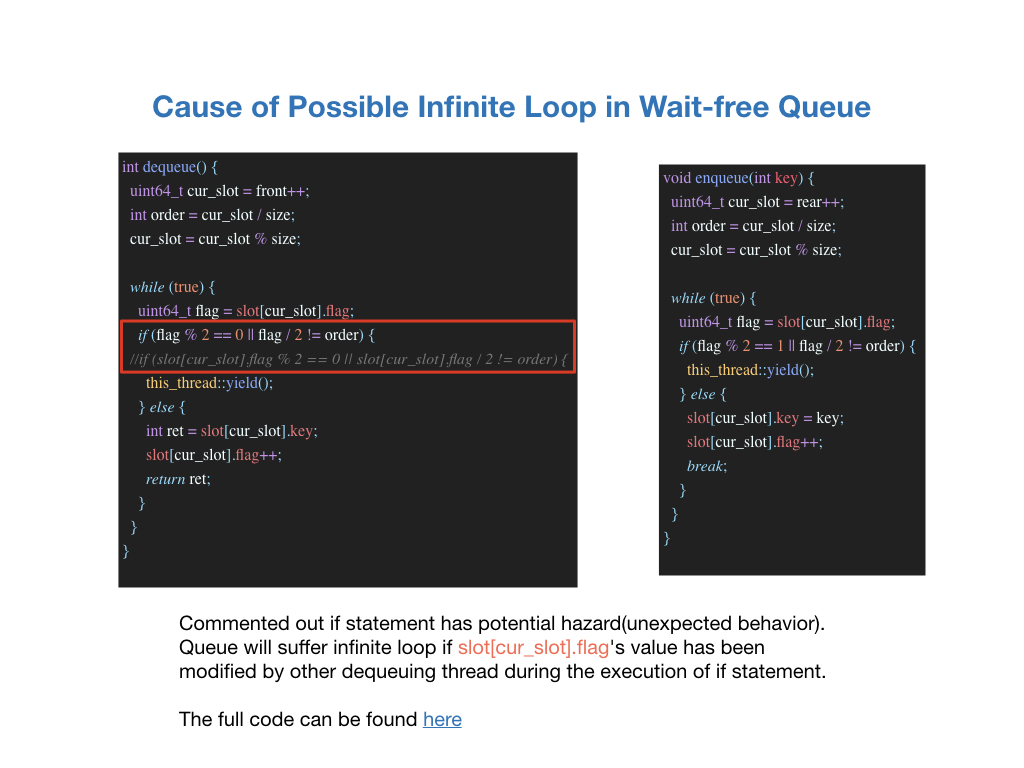 Cause of Possible Infinite Loop in Wait-free Queue
int dequeue() {
uint64_t cur_slot = front++;
int order = cur_slot / size;
cur_slot = cur_slot % size;
while (true) {
uint64_t flag = slot[cur_slot].flag;
if (flag % 2 == 0 || flag / 2 != order) {
//if (slot[cur_slot].flag % 2 == 0 || slot[cur_slot].flag / 2 != order) {
this_thread::yield();
} else {
int ret = slot[cur_slot].key;
slot[cur_slot].flag++;
return ret;
}
}
}
void enqueue(int key) {
uint64_t cur_slot = rear++;
int order = cur_slot / size;
cur_slot = cur_slot % size;
while (true) {
uint64_t flag = slot[cur_slot].flag;
if (flag % 2 == 1 || flag / 2 != order) {
this_thread::yield();
} else {
slot[cur_slot].key = key;
slot[cur_slot].flag++;
break;
}
}
}
Commented out if statement has potential hazard(unexpected behavior).
Queue will suffer infinite loop if slot[cur_slot].flag's value has been
modified by other dequeuing thread during the execution of if statement.
The full code can be found here